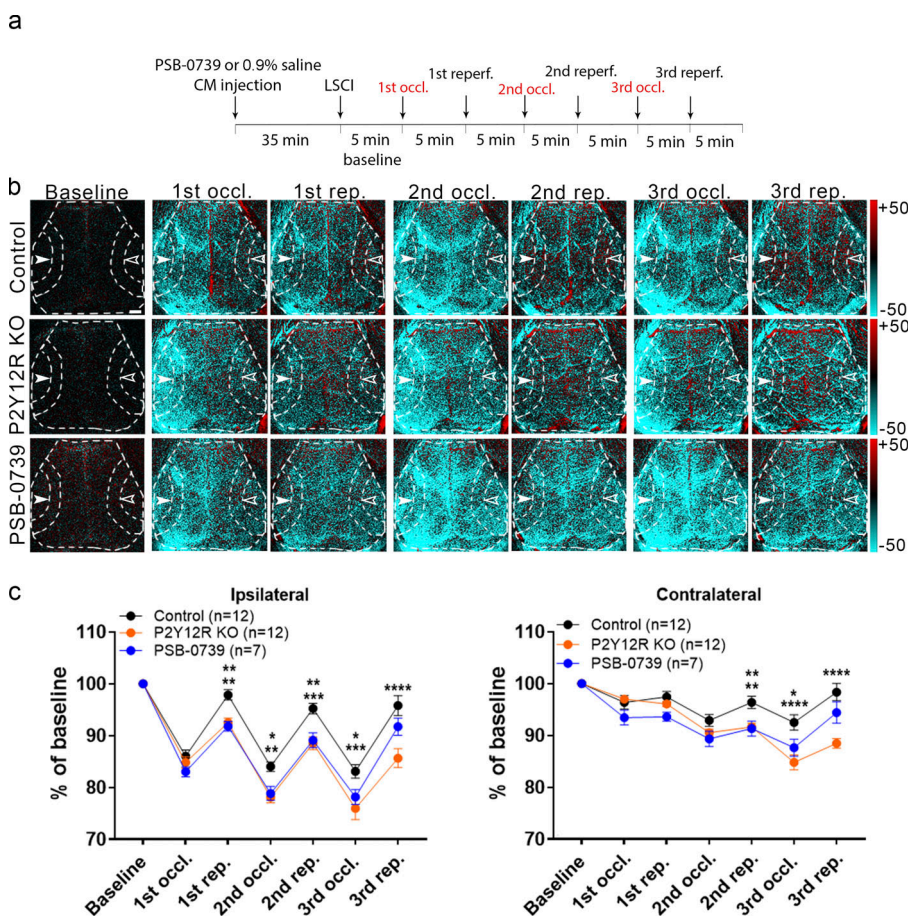 a
PSB-0739 or 0.9% saline
CM injection
LSCI
1st occl.
1st reperf.
2nd occl.
2nd reperf.
3rd occl.
3rd reperf.
35 min
5 min
baseline
5 min
5 min
5 min
5 min
5 min
5 min
b
Baseline 1st occl. 1st rep. 2nd occl. 2nd rep. 3rd occl. 3rd rep.
Control
+50
-50
P2Y12R KO
+50
-50
PSB-0739
+50
-50
c
Ipsilateral
Control (n=12)
P2Y12R KO (n=12)
PSB-0739 (n=7)
% of baseline
110
100
90
80
70
**
**
*
**
**
***
*
***
****
Baseline
1st occl.
1st rep.
2nd occl.
2nd rep.
3rd occl.
3rd rep.
Contralateral
Control (n=12)
P2Y12R KO (n=12)
PSB-0739 (n=7)
% of baseline
110
100
90
80
70
**
**
*
****
****
Baseline
1st occl.
1st rep.
2nd occl.
2nd rep.
3rd occl.
3rd rep.